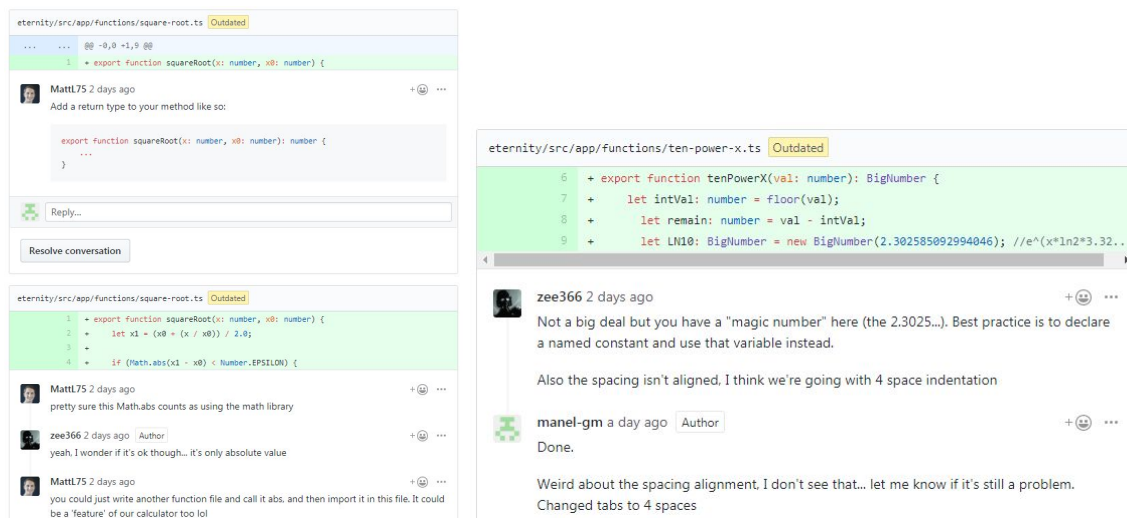 eternity/src/app/functions/square-root.ts Outdated
... ... @@ -0,0 +1,9 @@
1 + export function squareRoot(x: number, x0: number) {
MattL75 2 days ago
Add a return type to your method like so:
export function squareRoot(x: number, x0: number): number {
...
}
Reply...
Resolve conversation
eternity/src/app/functions/square-root.ts Outdated
1 + export function squareRoot(x: number, x0: number) {
2 + let x1 = (x0 + (x / x0)) / 2.0;
3 +
4 + if (Math.abs(x1 - x0) < Number.EPSILON) {
MattL75 2 days ago
pretty sure this Math.abs counts as using the math library
zee366 2 days ago Author
yeah, I wonder if it's ok though... it's only absolute value
MattL75 2 days ago
you could just write another function file and call it abs, and then import it in this file. It could
be a 'feature' of our calculator too lol
eternity/src/app/functions/ten-power-x.ts Outdated
6 + export function tenPowerX(val: number): BigNumber {
7 + let intVal: number = floor(val);
8 + let remain: number = val - intVal;
9 + let LN10: BigNumber = new BigNumber(2.302585092994046); //e^(x*ln2*3.32..
zee366 2 days ago
Not a big deal but you have a "magic number" here (the 2.3025...). Best practice is to declare
a named constant and use that variable instead.
Also the spacing isn't aligned, I think we're going with 4 space indentation
manel-gm a day ago Author
Done.
Weird about the spacing alignment, I don't see that... let me know if it's still a problem.
Changed tabs to 4 spaces